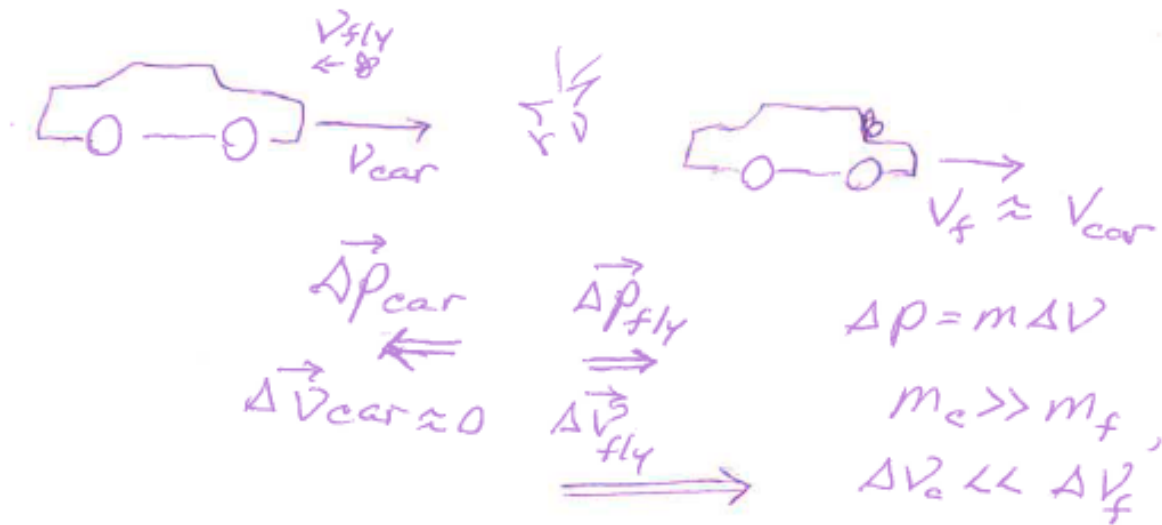 V_fly
V_car
V_f ≈ V_car
Δp⃗_car
Δp⃗_fly
Δp = mΔV
Δv⃗_car ≈ 0
Δv⃗_fly
m_c >> m_f,
ΔV_c << ΔV_f